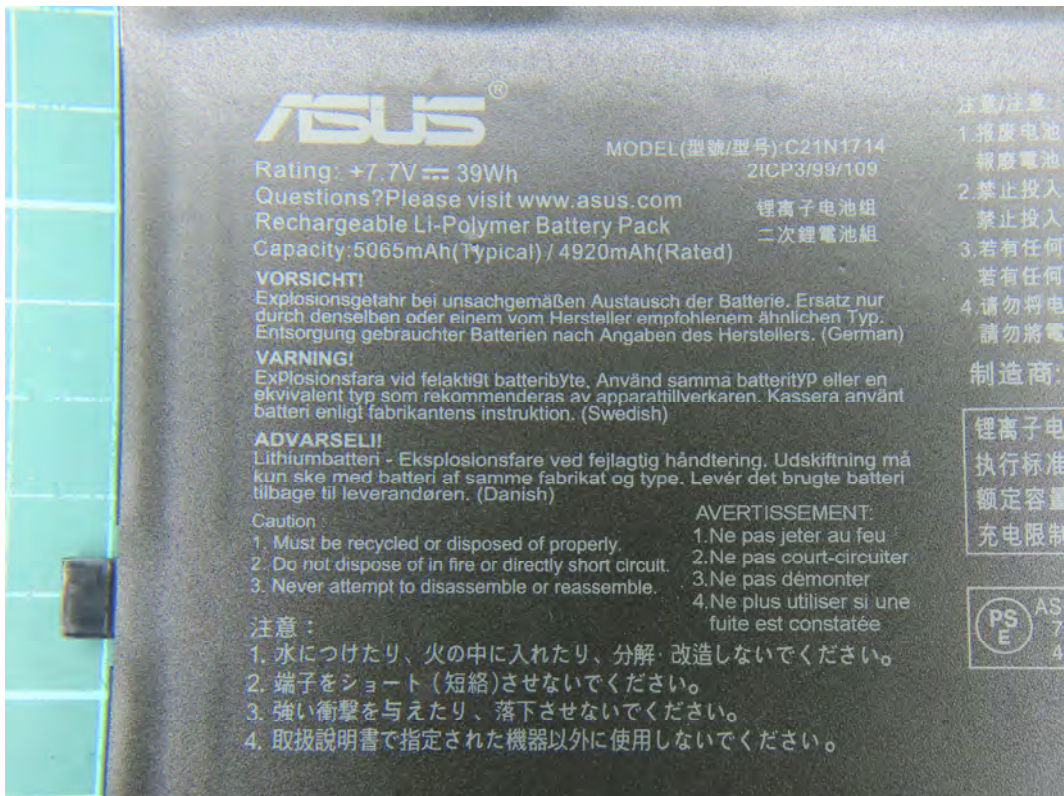 ASUS®
MODEL(型號/型号):C21N1714
2ICP3/99/109
Rating: +7.7V⎓ 39Wh
Questions?Please visit www.asus.com
Rechargeable Li-Polymer Battery Pack
Capacity:5065mAh(Typical) / 4920mAh(Rated)
锂离子电池组
二次鋰電池組
VORSICHT!
Explosionsgetahr bei unsachgemäßen Austausch der Batterie. Ersatz nur
durch denselben oder einem vom Hersteller empfohlenem ähnlichen Typ.
Entsorgung gebrauchter Batterien nach Angaben des Herstellers. (German)
VARNING!
Explosionsfara vid felaktigt batteribyte. Använd samma batterityp eller en
ekvivalent typ som rekommenderas av apparattillverkaren. Kassera använt
batteri enligt fabrikantens instruktion. (Swedish)
ADVARSELI!
Lithiumbatteri - Eksplosionsfare ved fejlagtig håndtering. Udskiftning må
kun ske med batteri af samme fabrikat og type. Levér det brugte batteri
tilbage til leverandøren. (Danish)
Caution :
1. Must be recycled or disposed of properly.
2. Do not dispose of in fire or directly short circuit.
3. Never attempt to disassemble or reassemble.
AVERTISSEMENT:
1.Ne pas jeter au feu
2.Ne pas court-circuiter
3.Ne pas démonter
4.Ne plus utiliser si une
fuite est constatée
注意：
1. 水につけたり、火の中に入れたり、分解·改造しないでください。
2. 端子をショート(短絡)させないでください。
3. 強い衝撃を与えたり、落下させないでください。
4. 取扱説明書で指定された機器以外に使用しないでください。
注意/注意:
1.报废电池
報廢電池
2.禁止投入
禁止投入
3.若有任何
若有任何
4.请勿将电
請勿將電
制造商:
锂离子电
执行标准
额定容量
充电限制
PS
E
AS
7
4